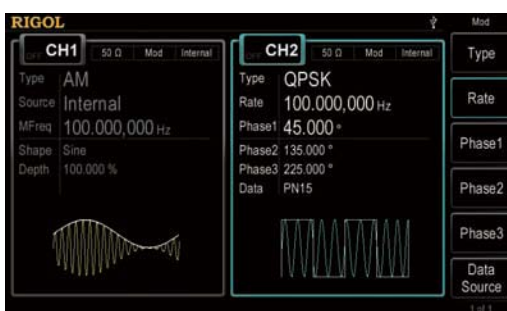 RIGOL
Mod
OFF CH1 50 Ω Mod Internal
Type AM
Source Internal
MFreq 100.000,000 Hz
Shape Sine
Depth 100.000 %
OFF CH2 50 Ω Mod Internal
Type QPSK
Rate 100.000,000 Hz
Phase1 45.000 °
Phase2 135.000 °
Phase3 225.000 °
Data PN15
Type
Rate
Phase1
Phase2
Phase3
Data
Source
1 of 1